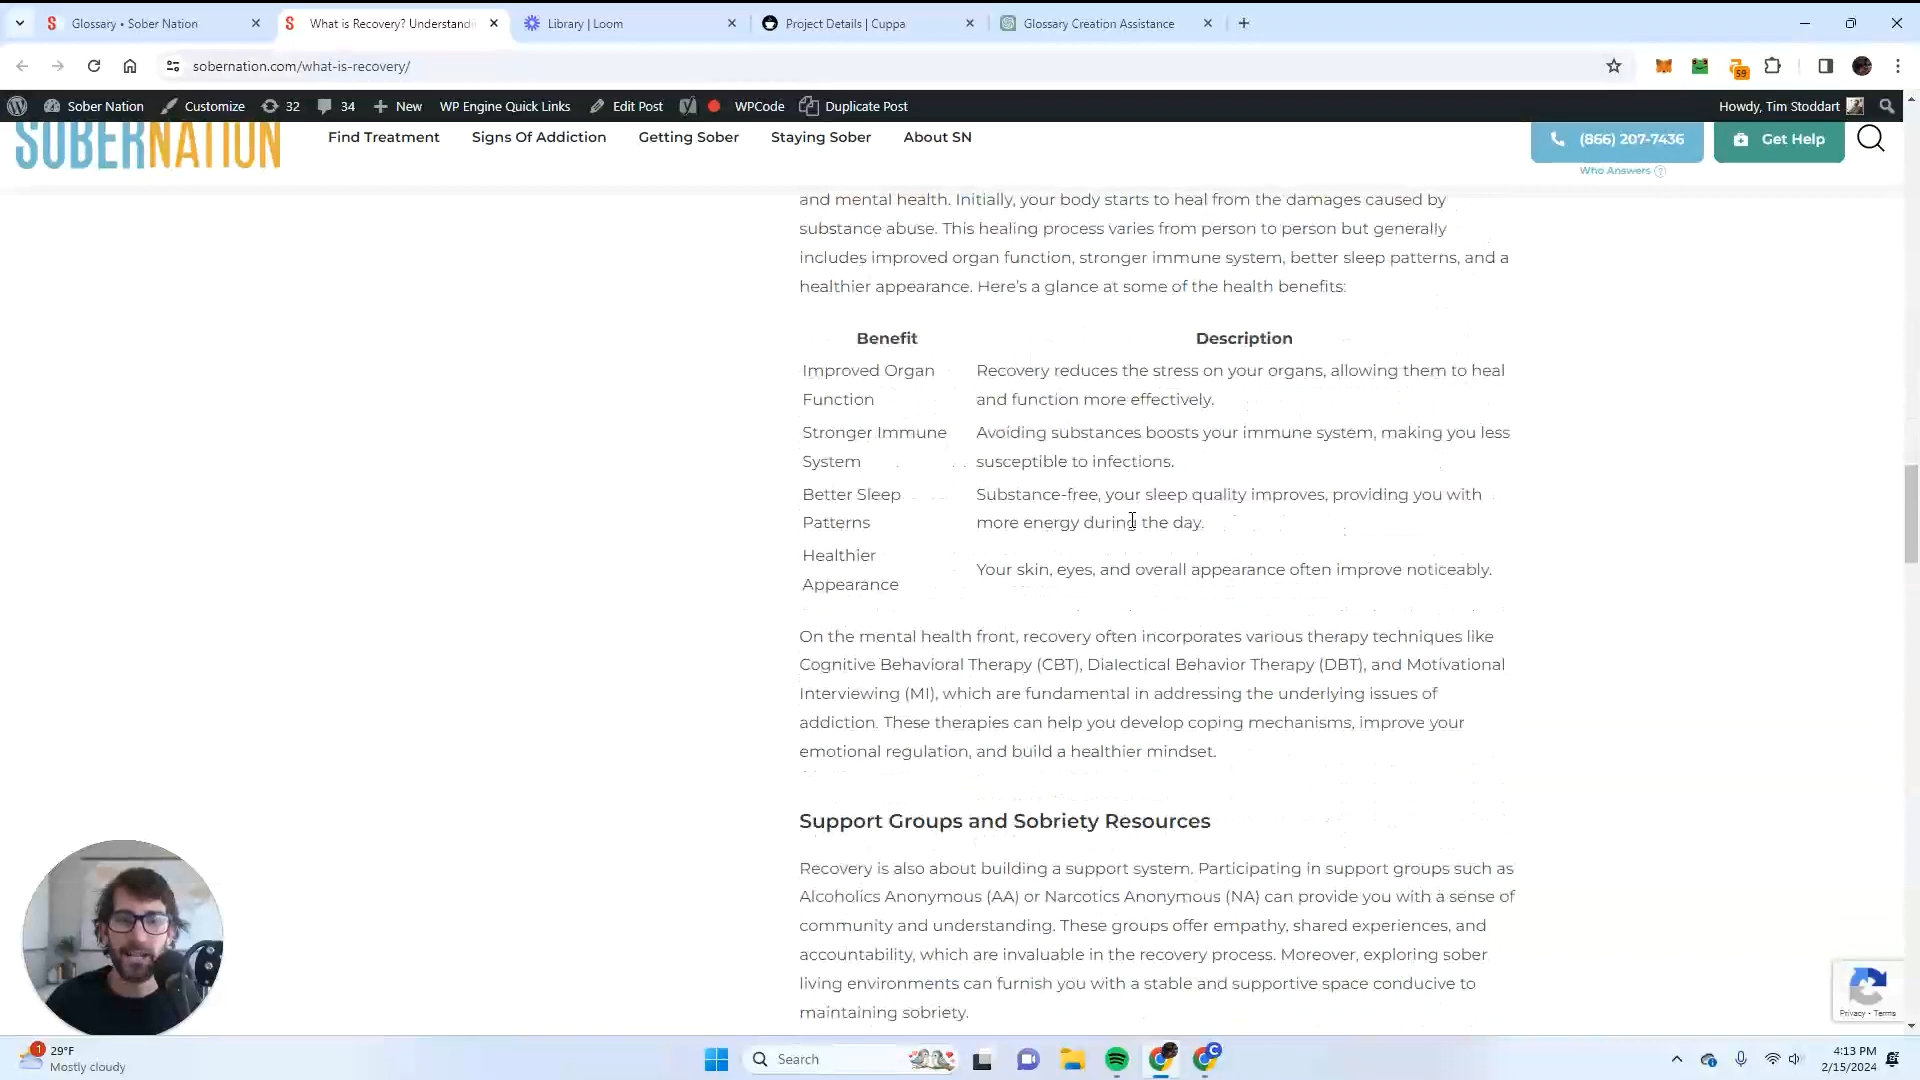 Glossary • Sober Nation
What is Recovery? Understandi
Library | Loom
Project Details | Cuppa
Glossary Creation Assistance
sobernation.com/what-is-recovery/
59
Sober Nation Customize 32 34 New WP Engine Quick Links Edit Post WPCode Duplicate Post Howdy, Tim Stoddart
SOBERNATION
Find Treatment Signs Of Addiction Getting Sober Staying Sober About SN
(866) 207-7436
Get Help
Who Answers ?
and mental health. Initially, your body starts to heal from the damages caused by
substance abuse. This healing process varies from person to person but generally
includes improved organ function, stronger immune system, better sleep patterns, and a
healthier appearance. Here's a glance at some of the health benefits:
Benefit Description
Improved Organ
Function
Recovery reduces the stress on your organs, allowing them to heal
and function more effectively.
Stronger Immune
System
Avoiding substances boosts your immune system, making you less
susceptible to infections.
Better Sleep
Patterns
Substance-free, your sleep quality improves, providing you with
more energy during the day.
Healthier
Appearance
Your skin, eyes, and overall appearance often improve noticeably.
On the mental health front, recovery often incorporates various therapy techniques like
Cognitive Behavioral Therapy (CBT), Dialectical Behavior Therapy (DBT), and Motivational
Interviewing (MI), which are fundamental in addressing the underlying issues of
addiction. These therapies can help you develop coping mechanisms, improve your
emotional regulation, and build a healthier mindset.
Support Groups and Sobriety Resources
Recovery is also about building a support system. Participating in support groups such as
Alcoholics Anonymous (AA) or Narcotics Anonymous (NA) can provide you with a sense of
community and understanding. These groups offer empathy, shared experiences, and
accountability, which are invaluable in the recovery process. Moreover, exploring sober
living environments can furnish you with a stable and supportive space conducive to
maintaining sobriety.
Privacy - Terms
1
29°F
Mostly cloudy
Search
4:13 PM
2/15/2024